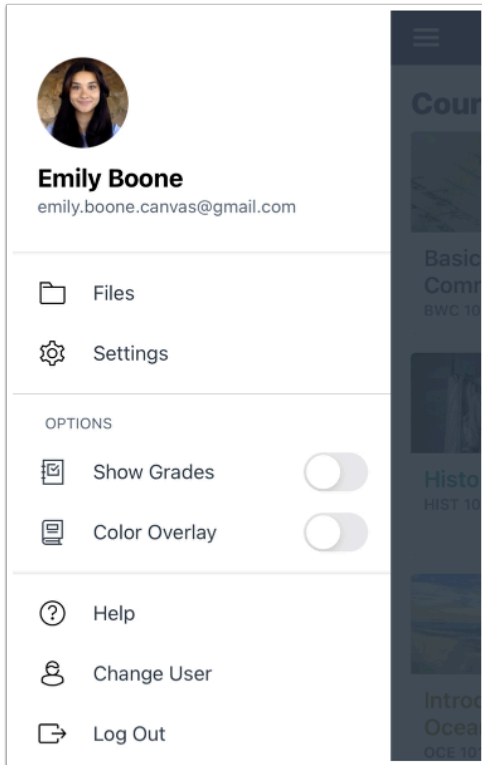 Emily Boone
emily.boone.canvas@gmail.com
Files
Settings
OPTIONS
Show Grades
Color Overlay
Help
Change User
Log Out
Cour
Basic
Comr
BWC 10
Histo
HIST 10
Introd
Ocea
OCE 10